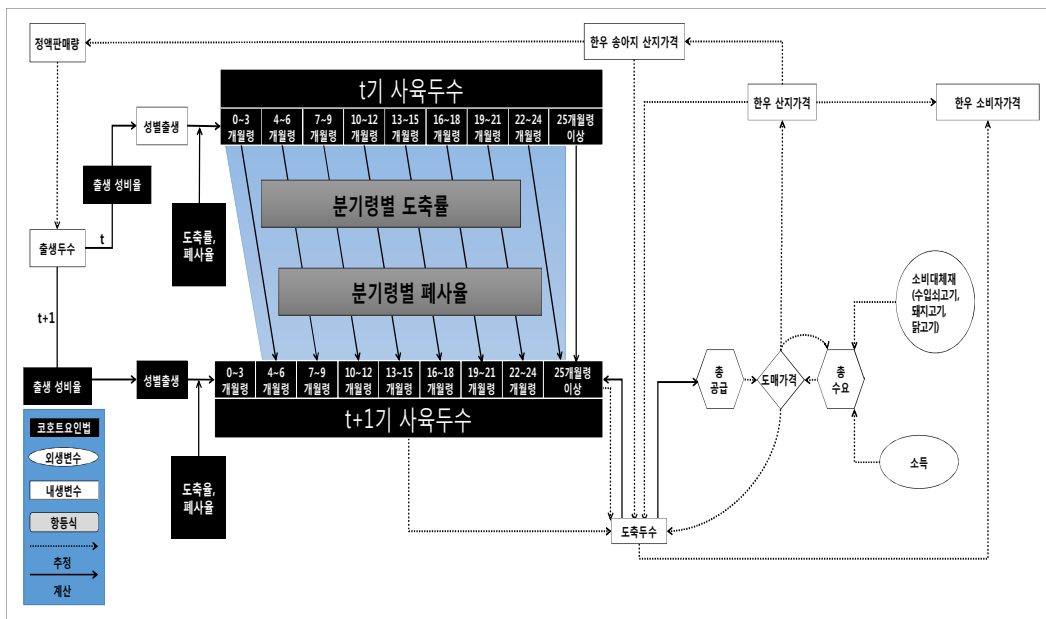 정액판매량
한우 송아지 산지가격
한우 산지가격
한우 소비자가격
t기 사육두수
0~3
개월령
4~6
개월령
7~9
개월령
10~12
개월령
13~15
개월령
16~18
개월령
19~21
개월령
22~24
개월령
25개월령
이상
성별출생
출생 성비율
t
출생두수
도축률,
폐사율
분기령별 도축률
분기령별 폐사율
t+1
소비대체재
(수입쇠고기,
돼지고기,
닭고기)
출생 성비율
성별출생
0~3
개월령
4~6
개월령
7~9
개월령
10~12
개월령
13~15
개월령
16~18
개월령
19~21
개월령
22~24
개월령
25개월령
이상
t+1기 사육두수
총
공급
도매가격
총
수요
소득
도축율,
폐사율
도축두수
코호트요인법
외생변수
내생변수
항등식
추정
계산